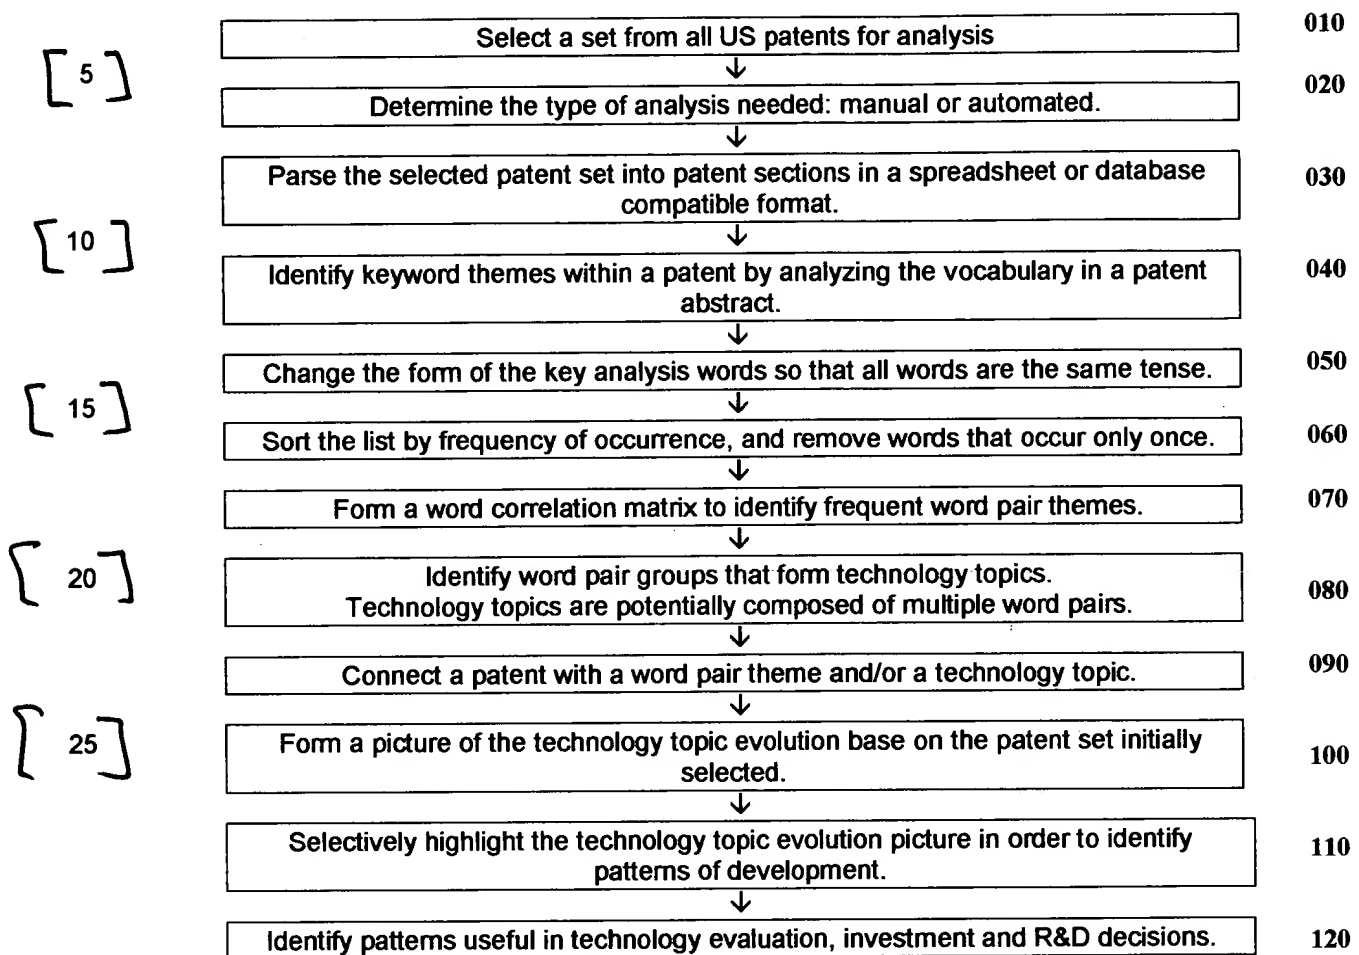 Select a set from all US patents for analysis 010
[5]
Determine the type of analysis needed: manual or automated. 020
Parse the selected patent set into patent sections in a spreadsheet or database
compatible format.
030
[10]
Identify keyword themes within a patent by analyzing the vocabulary in a patent
abstract.
040
Change the form of the key analysis words so that all words are the same tense. 050
[15]
Sort the list by frequency of occurrence, and remove words that occur only once. 060
Form a word correlation matrix to identify frequent word pair themes. 070
[20]
Identify word pair groups that form technology topics.
Technology topics are potentially composed of multiple word pairs.
080
Connect a patent with a word pair theme and/or a technology topic. 090
[25]
Form a picture of the technology topic evolution base on the patent set initially
selected.
100
Selectively highlight the technology topic evolution picture in order to identify
patterns of development.
110
Identify patterns useful in technology evaluation, investment and R&D decisions. 120